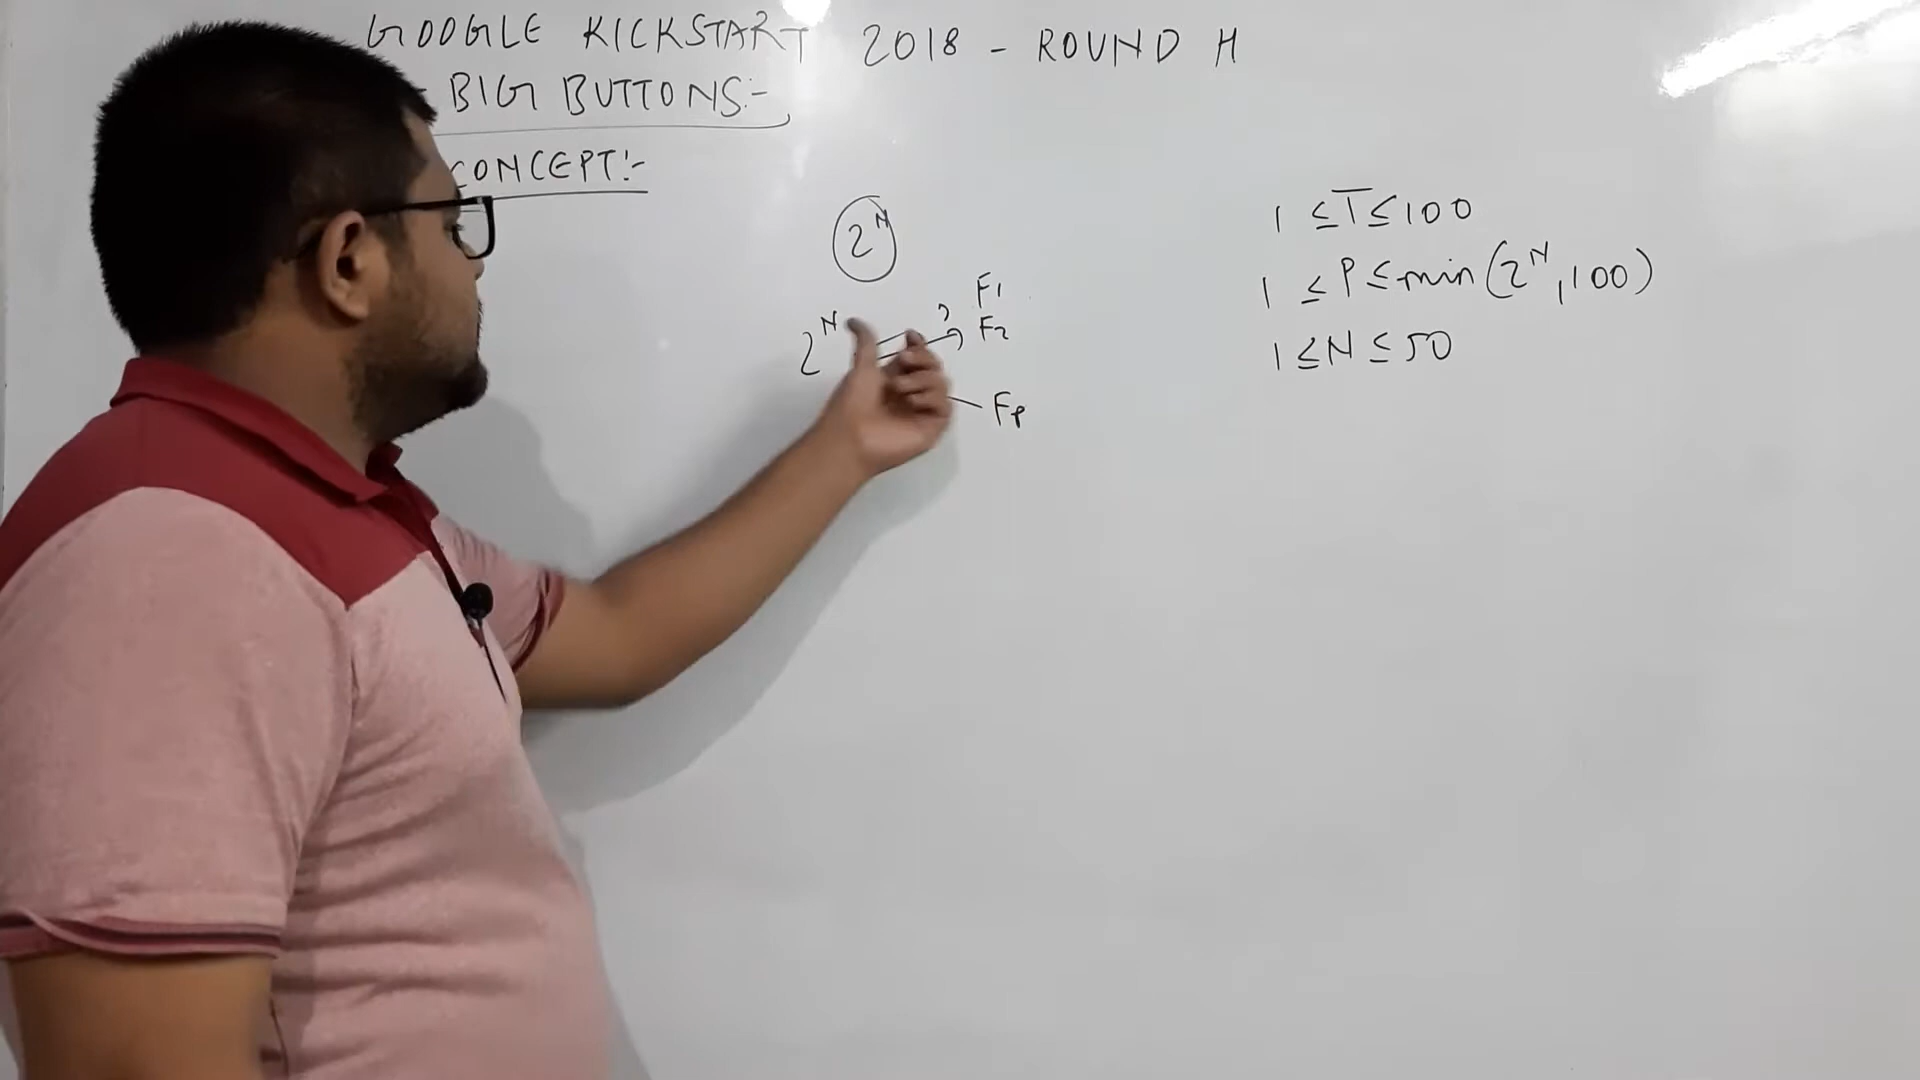 GOOGLE KICKSTART 2018 - ROUND H
- BIG BUTTONS:-
CONCEPT:-
2^N
2^N
F1
F2
FP
1 ≤ T ≤ 100
1 ≤ P ≤ min(2^N, 100)
1 ≤ N ≤ 50